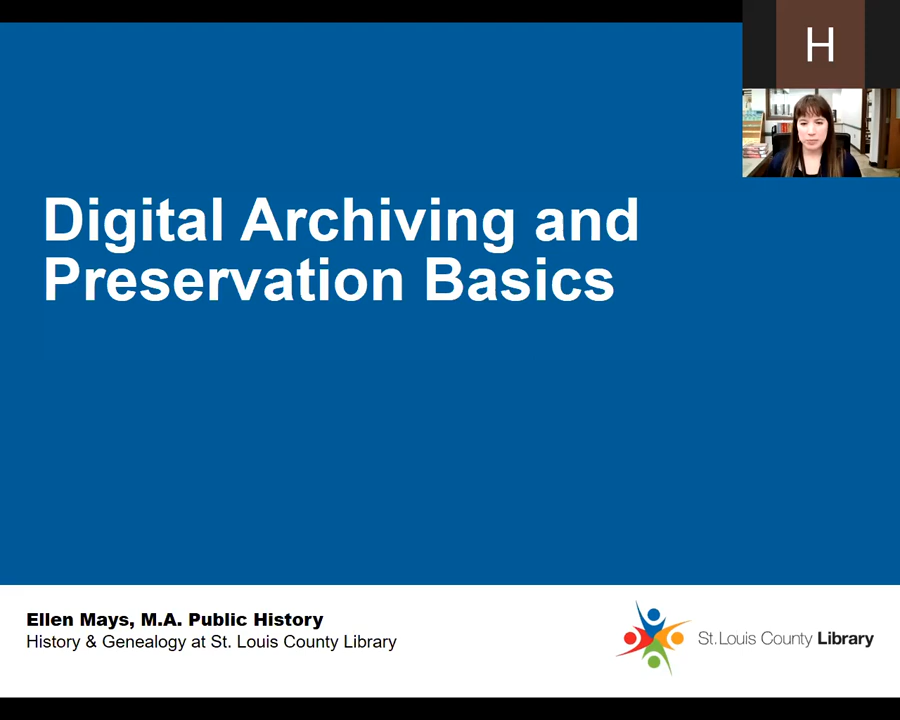 H
Digital Archiving and
Preservation Basics
Ellen Mays, M.A. Public History
History & Genealogy at St. Louis County Library
St. Louis County Library